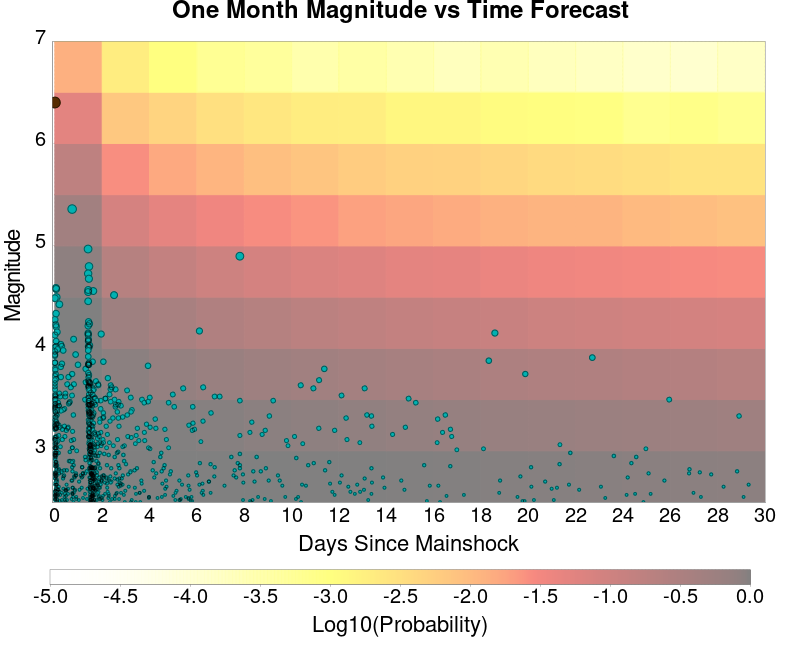 One Month Magnitude vs Time Forecast
7
6
5
4
3
Magnitude
0 2 4 6 8 10 12 14 16 18 20 22 24 26 28 30
Days Since Mainshock
-5.0 -4.5 -4.0 -3.5 -3.0 -2.5 -2.0 -1.5 -1.0 -0.5 0.0
Log10(Probability)